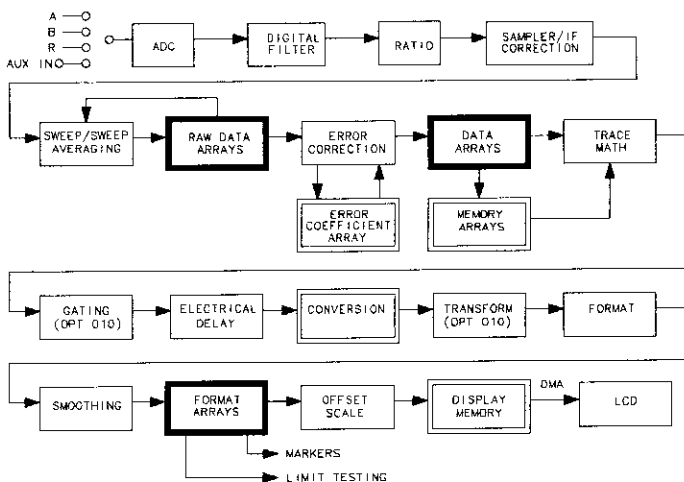 A
B
R
AUX IN
ADC
DIGITAL
FILTER
RATIO
SAMPLER/IF
CORRECTION
SWEEP/SWEEP
AVERAGING
RAW DATA
ARRAYS
ERROR
CORRECTION
DATA
ARRAYS
TRACE
MATH
ERROR
COEFFICIENT
ARRAY
MEMORY
ARRAYS
GATING
(OPT 010)
ELECTRICAL
DELAY
CONVERSION
TRANSFORM
(OPT 010)
FORMAT
SMOOTHING
FORMAT
ARRAYS
OFFSET
SCALE
DISPLAY
MEMORY
DMA
LCD
MARKERS
LIMIT TESTING